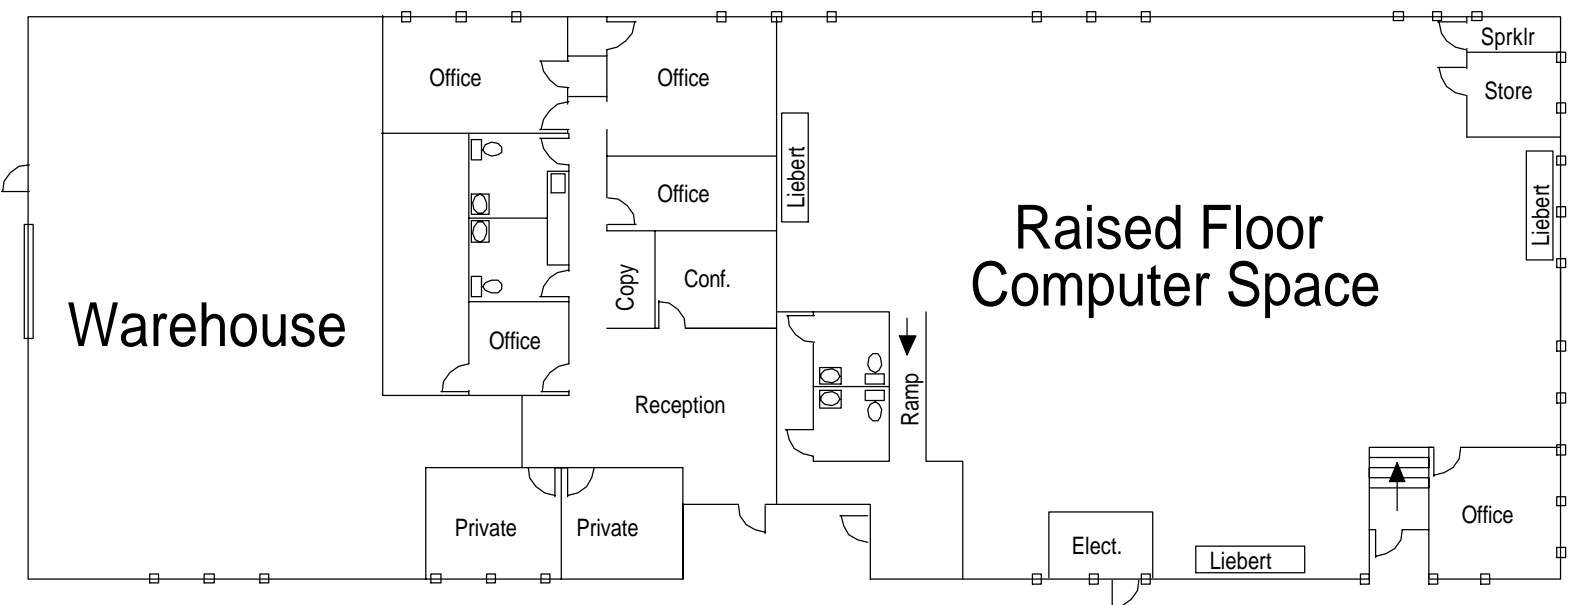 Sprklr
Office
Office
Store
Liebert
Office
Liebert
Raised Floor
Computer Space
Copy
Conf.
Warehouse
Office
Ramp
Reception
Private
Private
Elect.
Liebert
Office